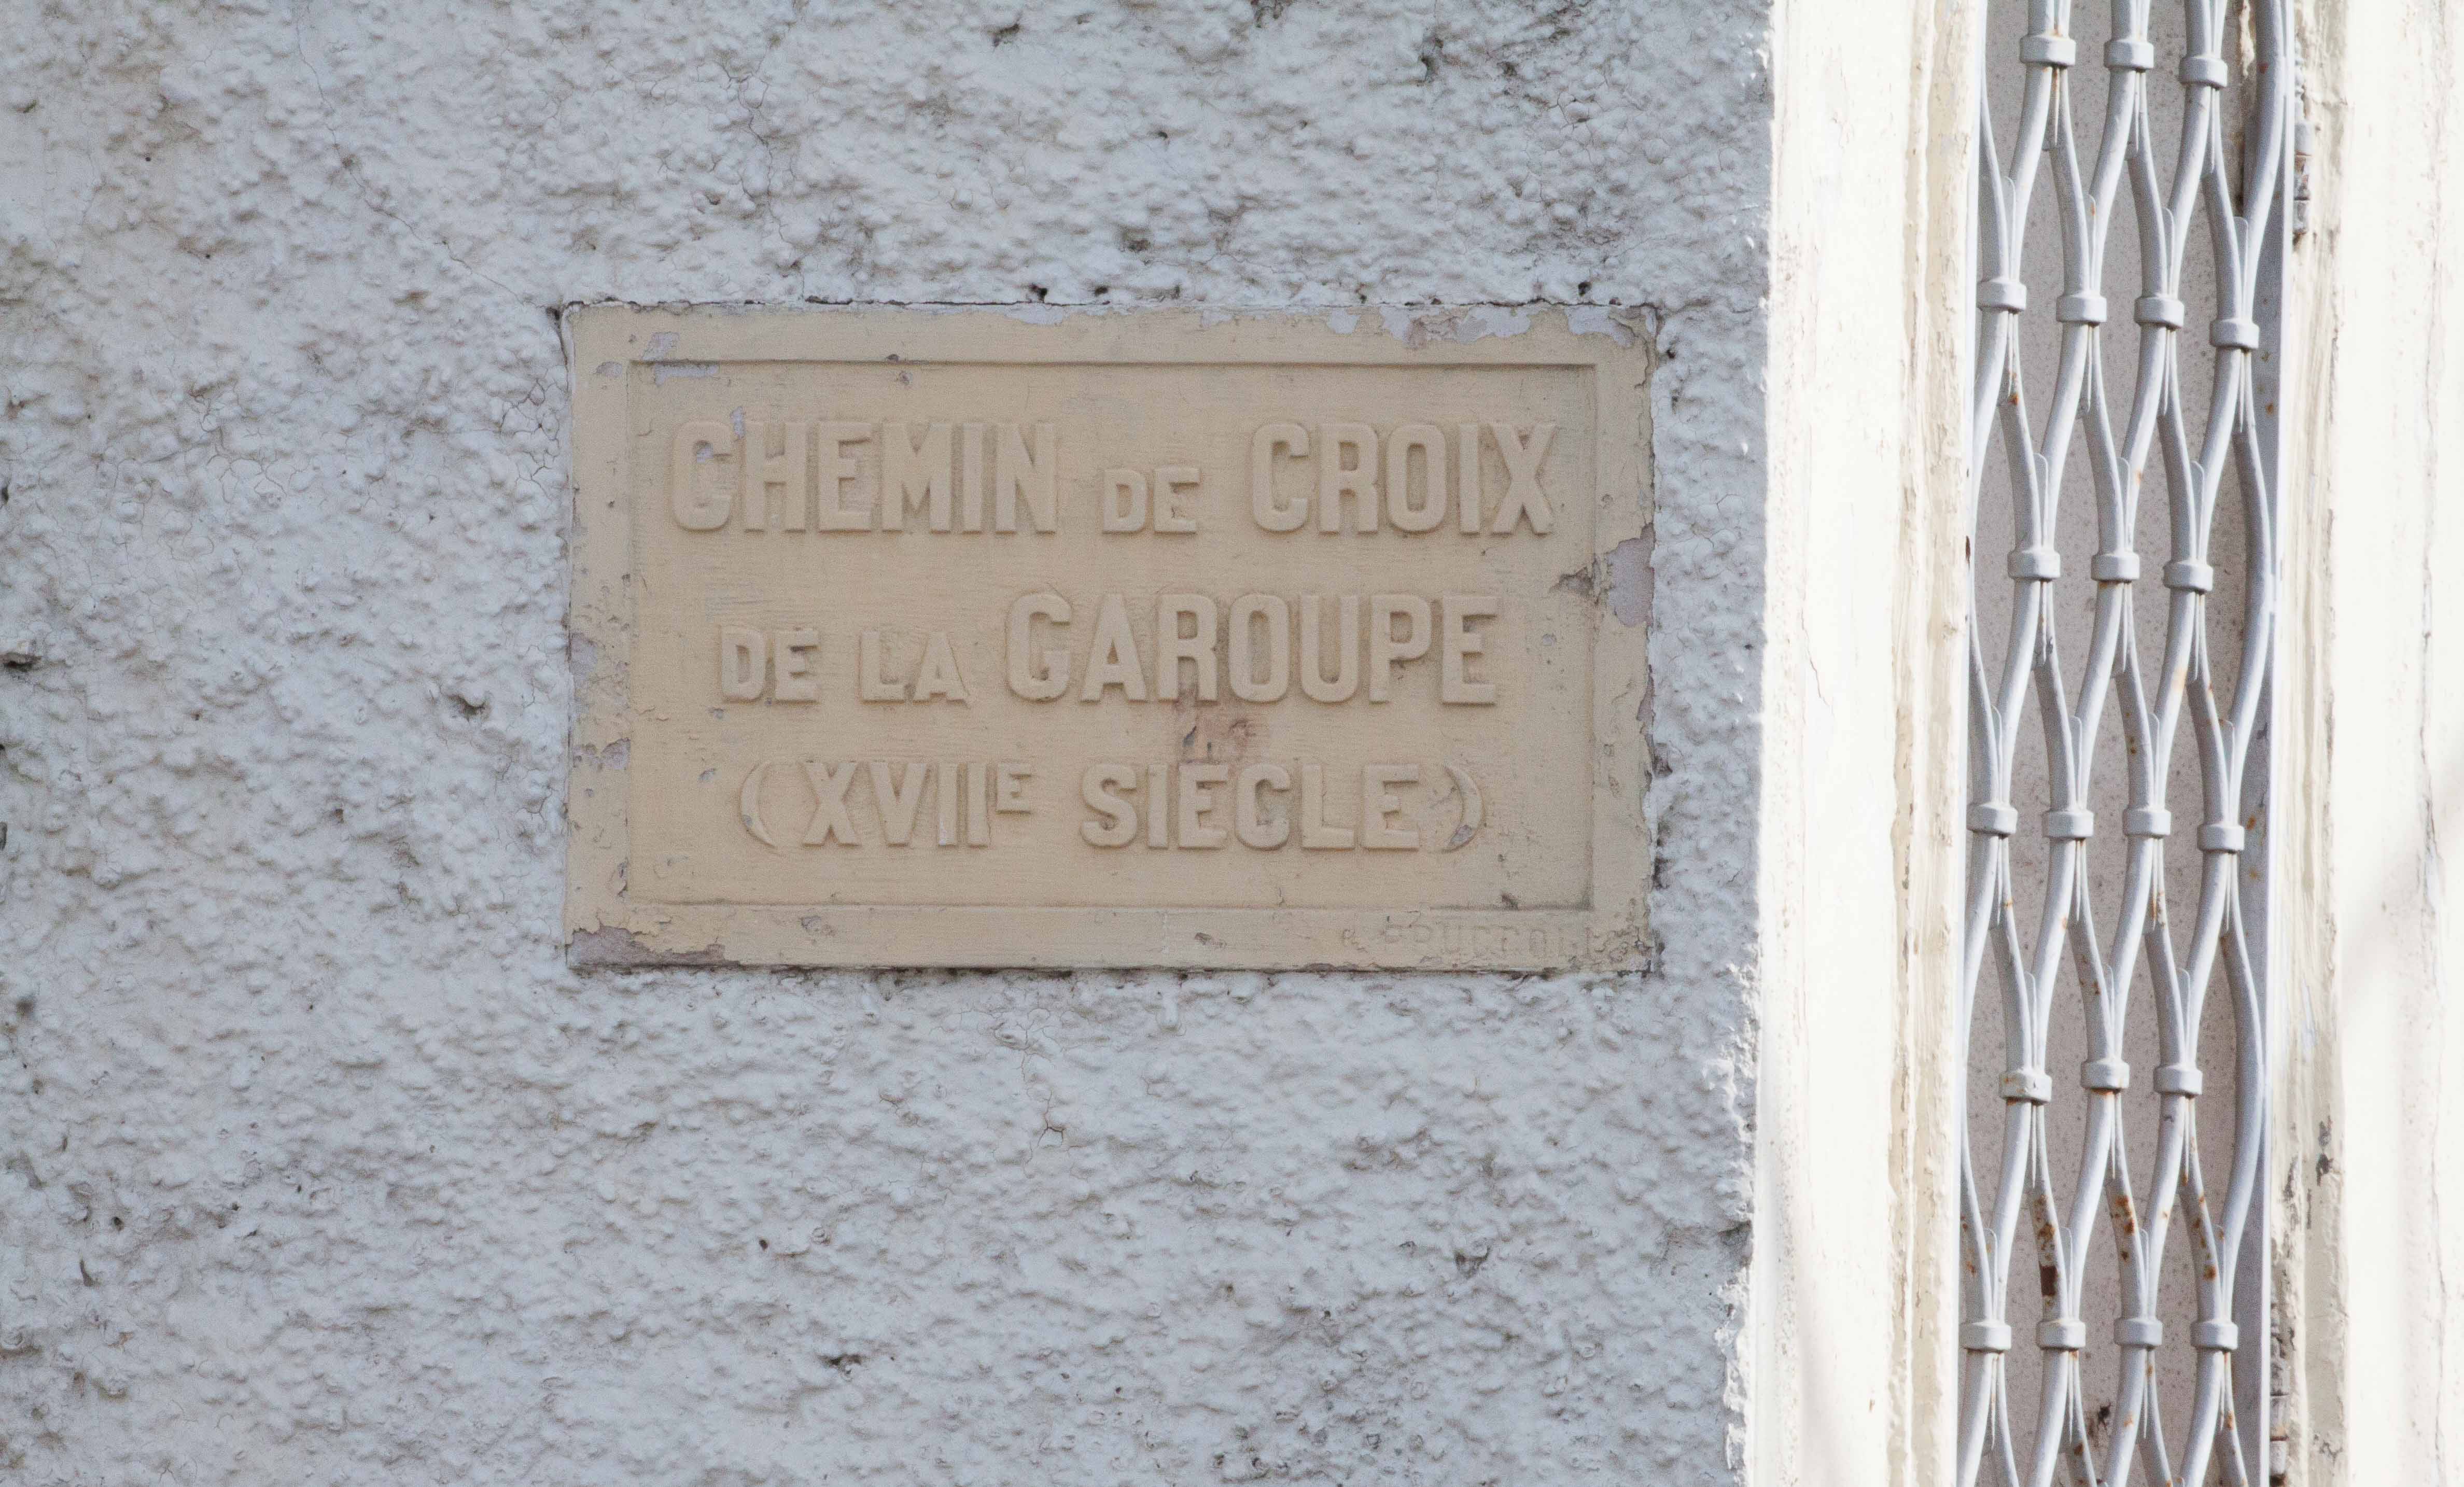 CHEMIN DE CROIX
DE LA GAROUPE
(XVIIE SIECLE)